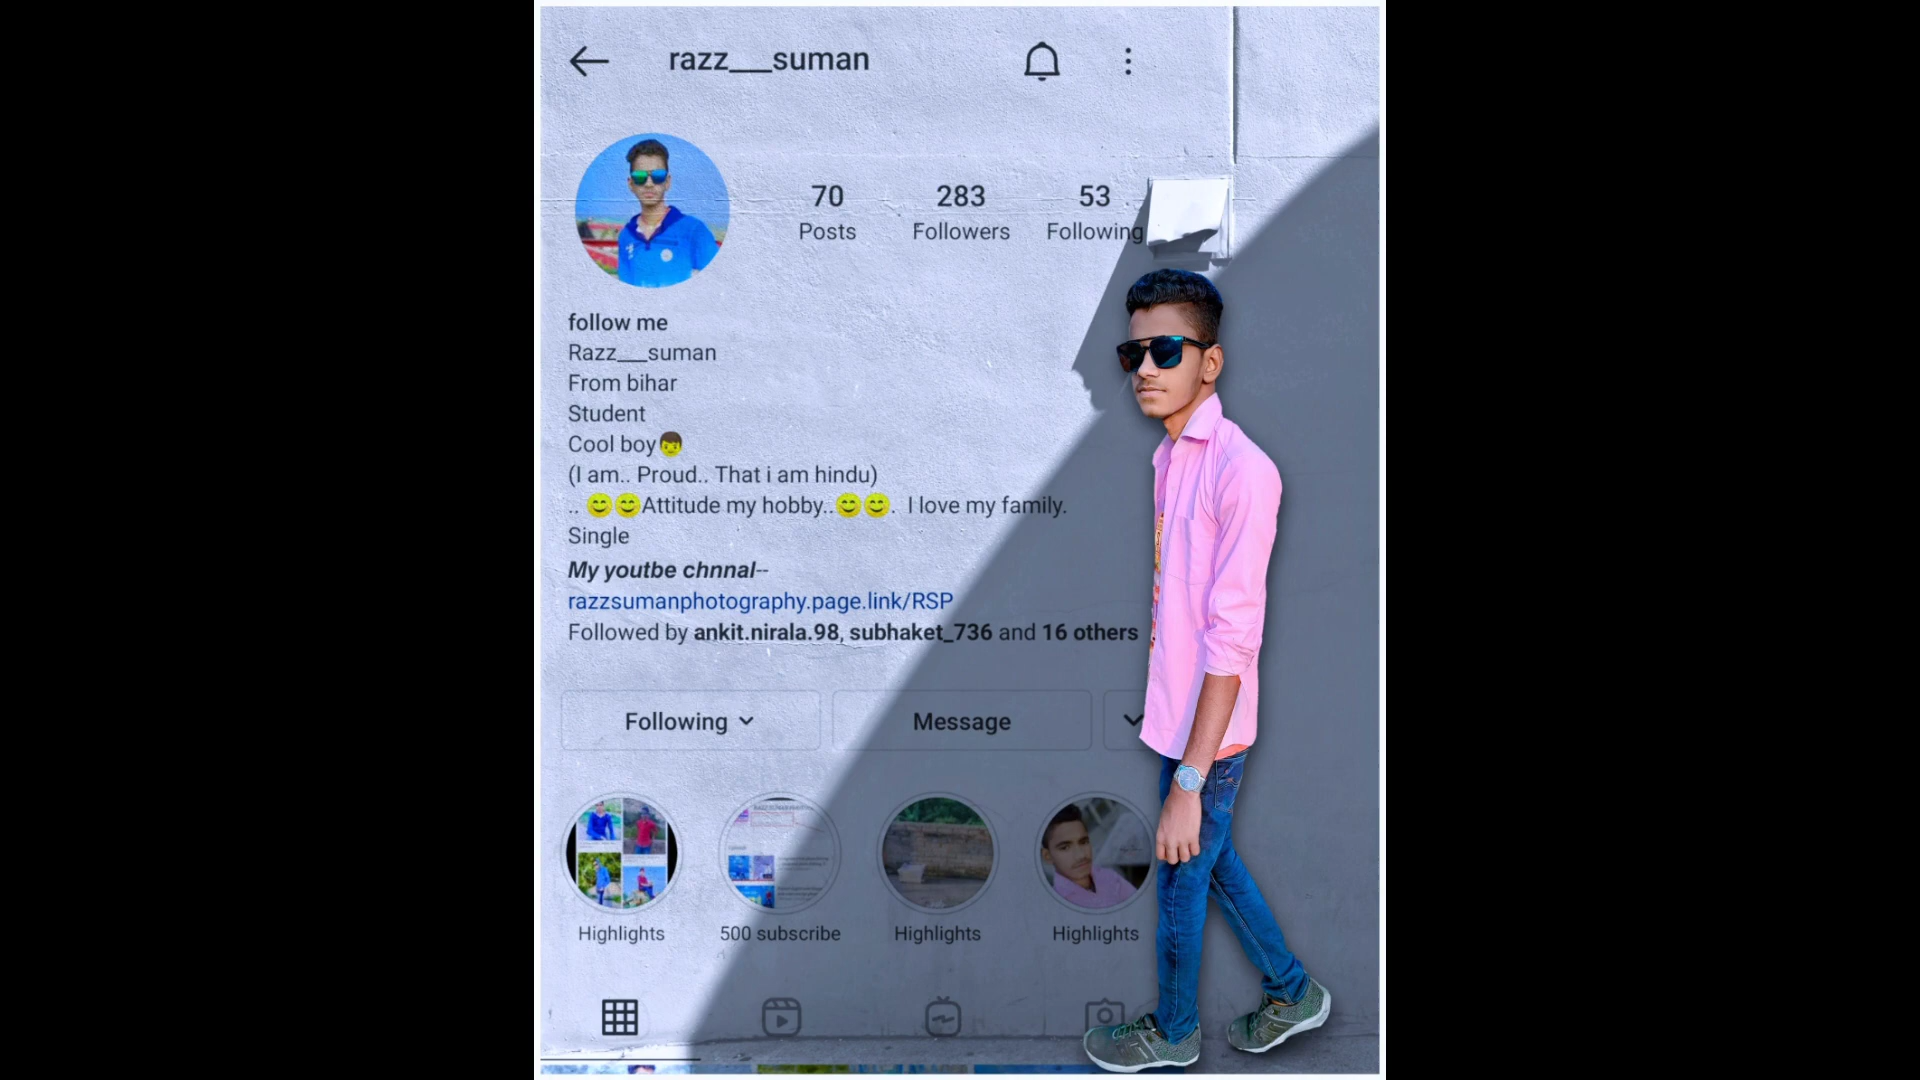 razz___suman
70 283 53
Posts Followers Following
follow me
Razz___suman
From bihar
Student
Cool boy👦
(I am.. Proud.. That i am hindu)
.. 😊😊Attitude my hobby..😊😊. I love my family.
Single
My youtbe chnnal--
razzsumanphotography.page.link/RSP
Followed by ankit.nirala.98, subhaket_736 and 16 others
Following Message
Highlights 500 subscribe Highlights Highlights